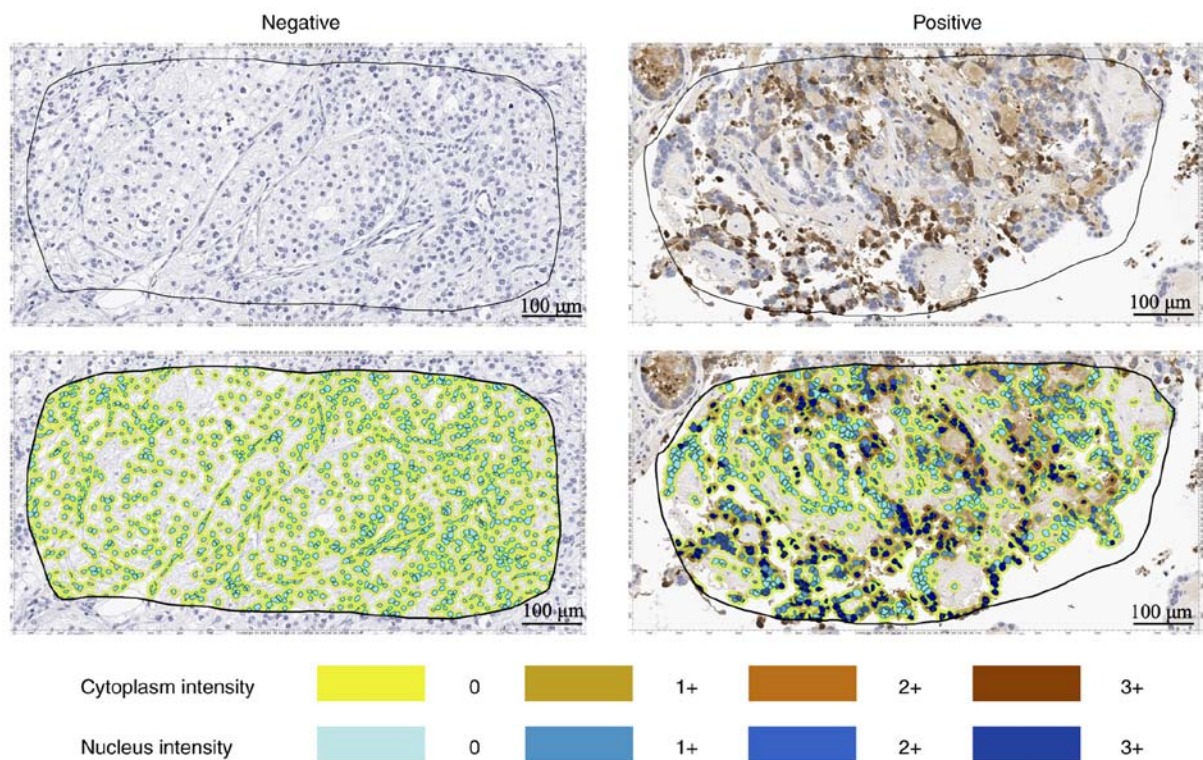 Negative
Positive
100 µm
100 µm
100 µm
100 µm
Cytoplasm intensity 0 1+ 2+ 3+
Nucleus intensity 0 1+ 2+ 3+